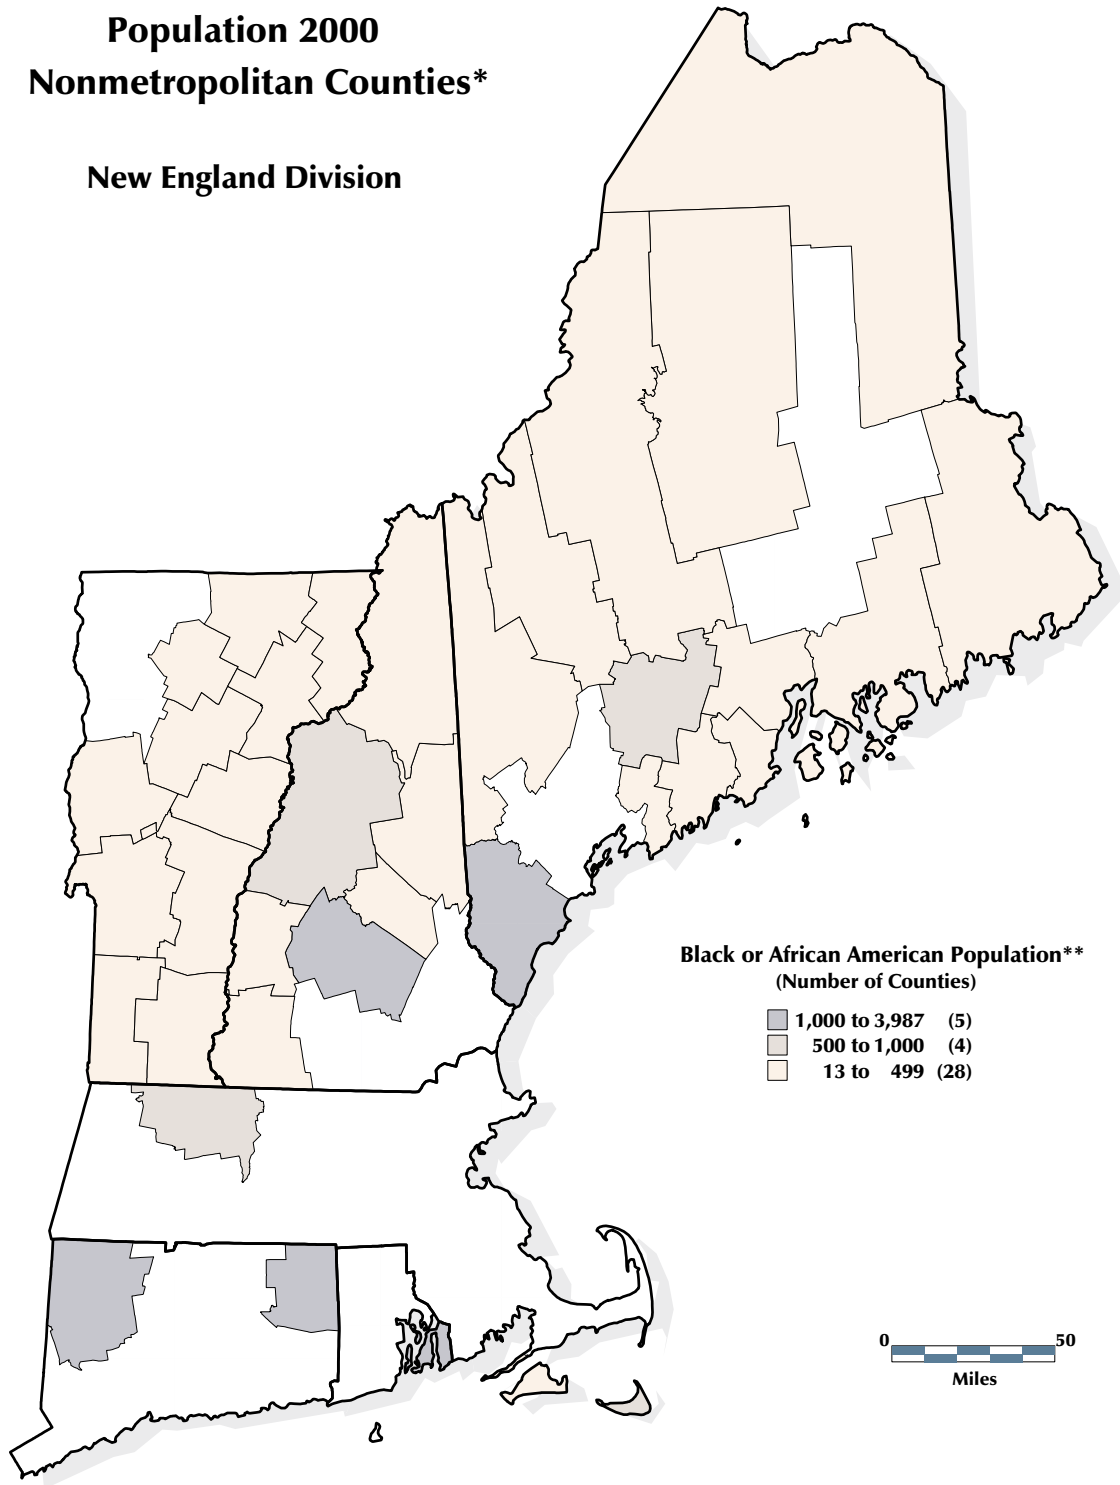 Population 2000
Nonmetropolitan Counties*
New England Division
Black or African American Population**
(Number of Counties)
1,000 to 3,987 (5)
500 to 1,000 (4)
13 to 499 (28)
0 50
Miles